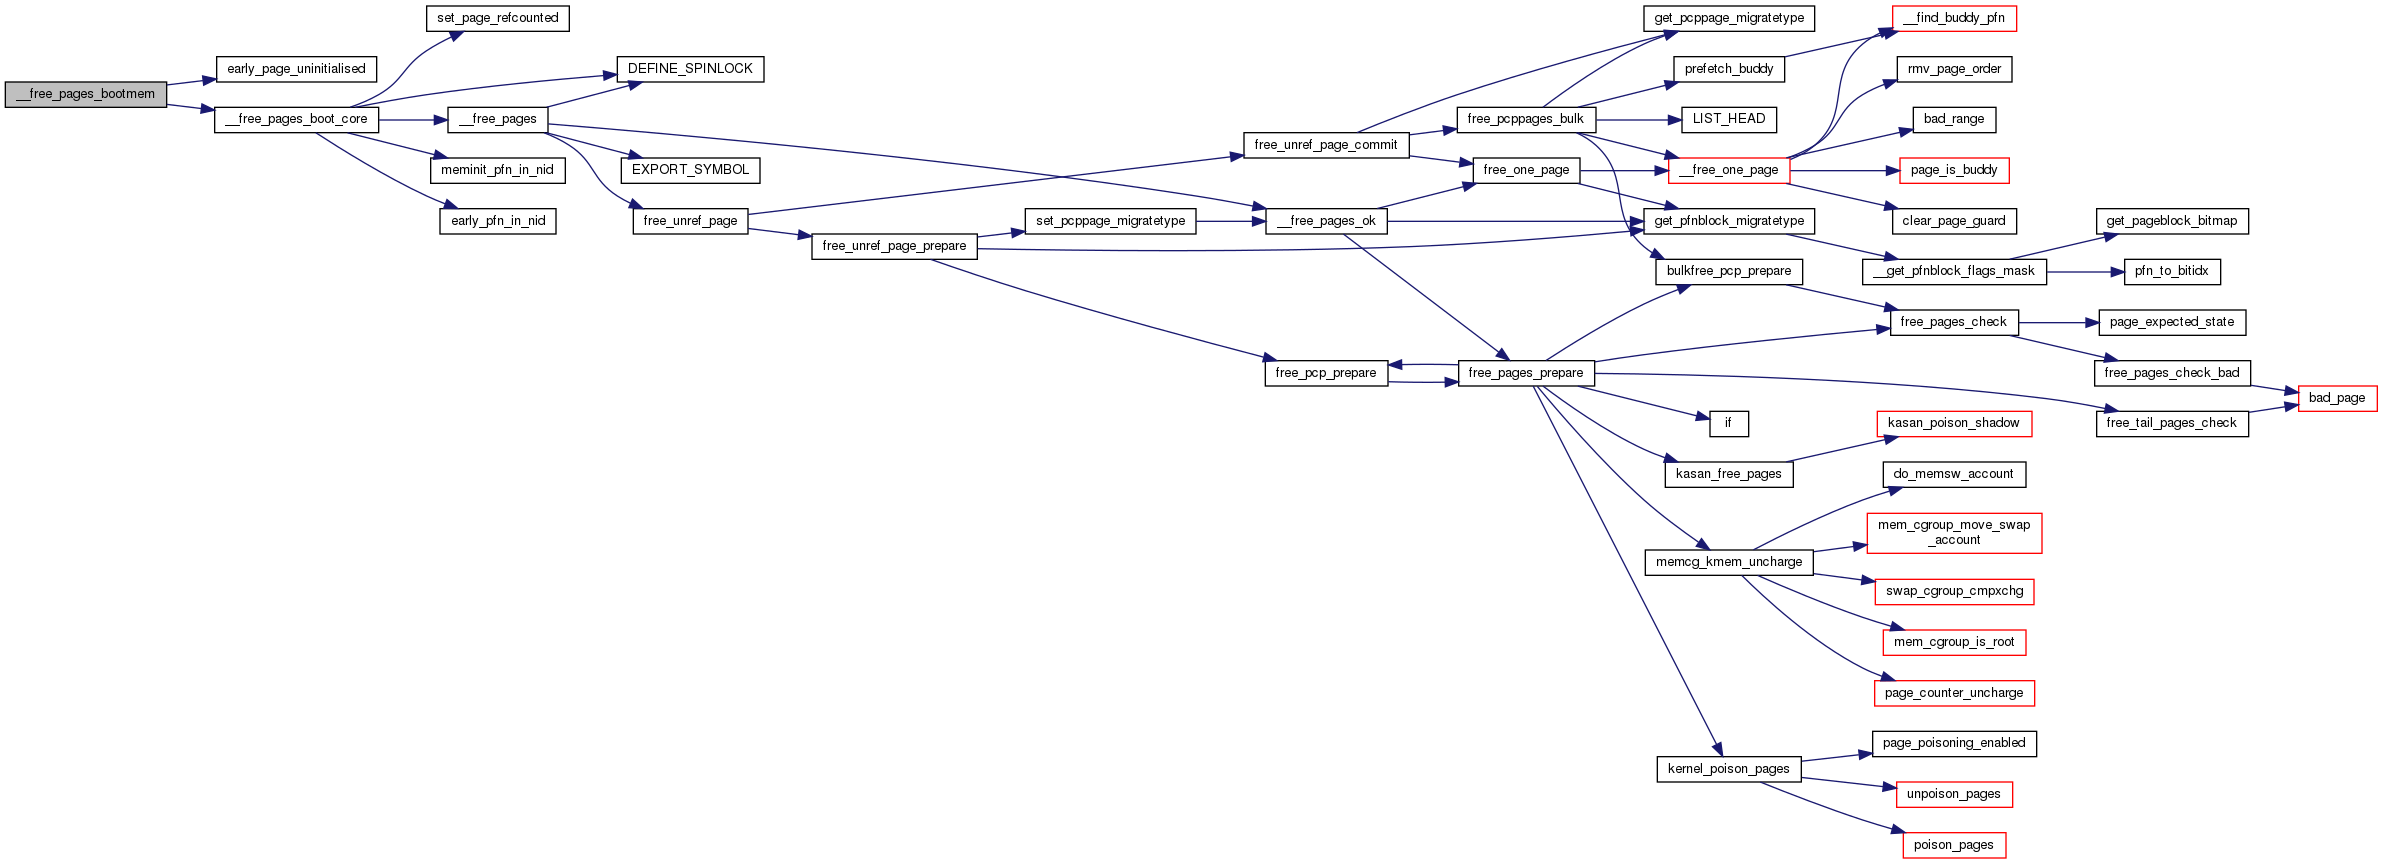 __free_pages_bootmem
early_page_uninitialised
__free_pages_boot_core
set_page_refcounted
DEFINE_SPINLOCK
__free_pages
meminit_pfn_in_nid
early_pfn_in_nid
EXPORT_SYMBOL
free_unref_page
free_unref_page_prepare
set_pcppage_migratetype
free_unref_page_commit
__free_pages_ok
free_pcp_prepare
get_pcppage_migratetype
prefetch_buddy
free_pcppages_bulk
LIST_HEAD
free_one_page
__free_one_page
get_pfnblock_migratetype
bulkfree_pcp_prepare
free_pages_prepare
if
kasan_free_pages
memcg_kmem_uncharge
kernel_poison_pages
__find_buddy_pfn
rmv_page_order
bad_range
page_is_buddy
clear_page_guard
__get_pfnblock_flags_mask
get_pageblock_bitmap
pfn_to_bitidx
free_pages_check
page_expected_state
free_pages_check_bad
bad_page
free_tail_pages_check
kasan_poison_shadow
do_memsw_account
mem_cgroup_move_swap
_account
swap_cgroup_cmpxchg
mem_cgroup_is_root
page_counter_uncharge
page_poisoning_enabled
unpoison_pages
poison_pages